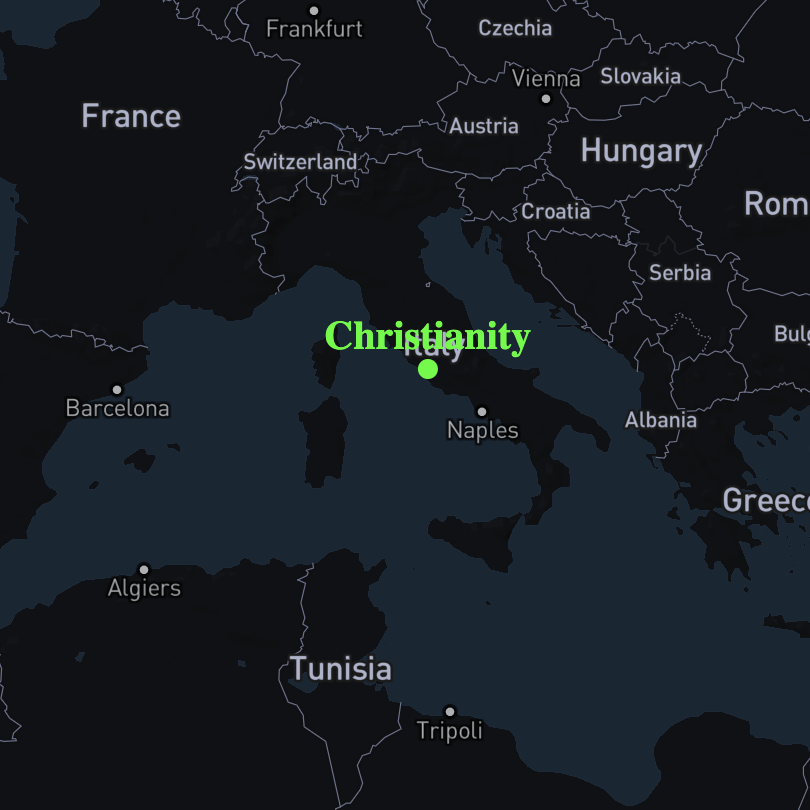 Frankfurt
Czechia
Slovakia
Vienna
France
Austria
Hungary
Switzerland
Rom
Croatia
Serbia
Christianity
Italy
Bulg
Barcelona
Naples
Albania
Greece
Algiers
Tunisia
Tripoli